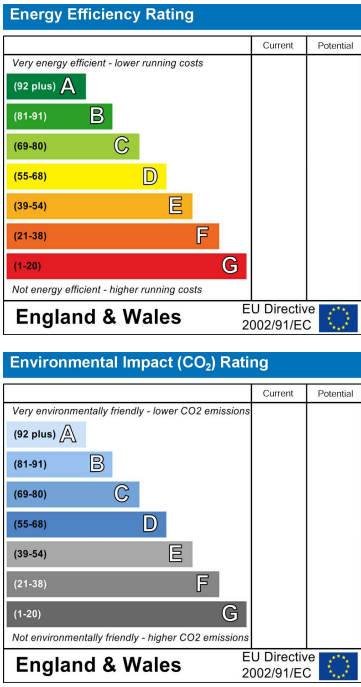 Energy Efficiency Rating
Current Potential
Very energy efficient - lower running costs
(92 plus) A
(81-91) B
(69-80) C
(55-68) D
(39-54) E
(21-38) F
(1-20) G
Not energy efficient - higher running costs
England & Wales
EU Directive
2002/91/EC
Environmental Impact (CO₂) Rating
Current Potential
Very environmentally friendly - lower CO2 emissions
(92 plus) A
(81-91) B
(69-80) C
(55-68) D
(39-54) E
(21-38) F
(1-20) G
Not environmentally friendly - higher CO2 emissions
England & Wales
EU Directive
2002/91/EC